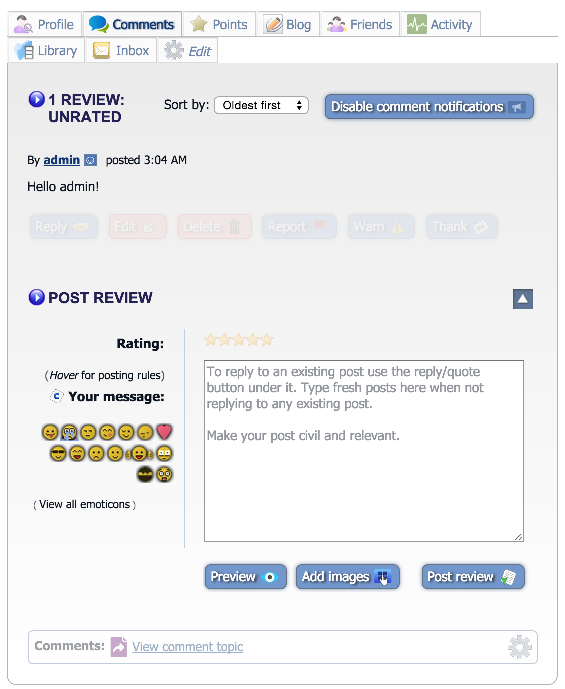 Profile Comments Points Blog Friends Activity
Library Inbox Edit
1 REVIEW:
UNRATED
Sort by: Oldest first Disable comment notifications
By admin posted 3:04 AM
Hello admin!
Reply Edit Delete Report Warn Thank
POST REVIEW
Rating:
(Hover for posting rules)
Your message:
To reply to an existing post use the reply/quote
button under it. Type fresh posts here when not
replying to any existing post.
Make your post civil and relevant.
( View all emoticons )
Preview Add images Post review
Comments: View comment topic